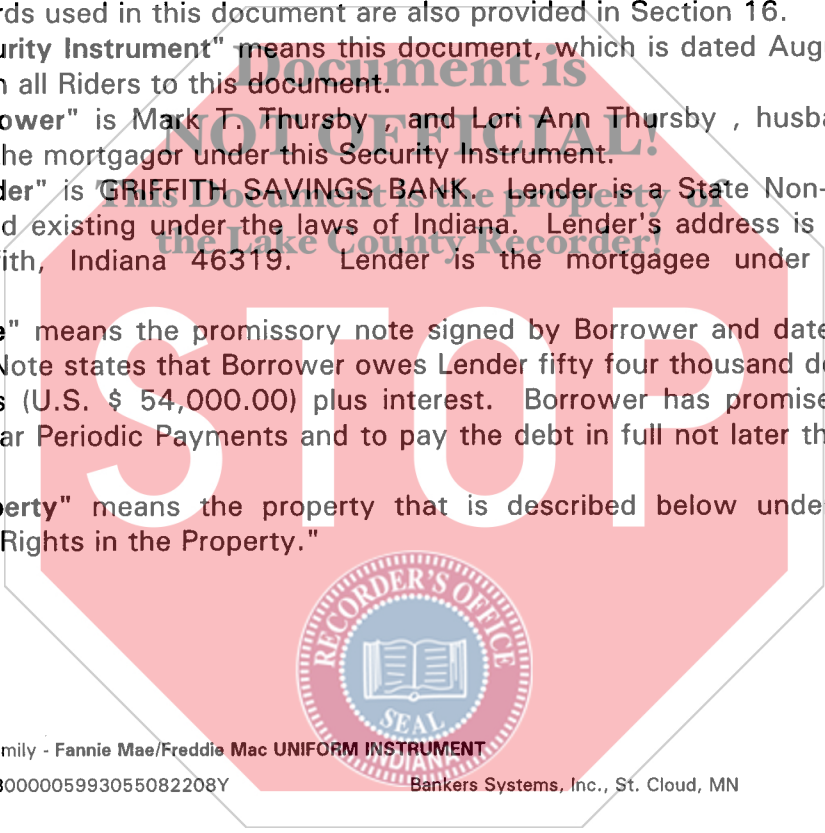 rds used in this document are also provided in Section 16.
urity Instrument" means this document, which is dated Aug
n all Riders to this document.
Document is
ower" is Mark T. Thursby , and Lori Ann Thursby , husba
NOT OFFICIAL!
he mortgagor under this Security Instrument.
der" is GRIFFITH SAVINGS BANK. Lender is a State Non-
This Document is the property of
d existing under the laws of Indiana. Lender's address is
the Lake County Recorder!
ith, Indiana 46319. Lender is the mortgagee under
e" means the promissory note signed by Borrower and date
Note states that Borrower owes Lender fifty four thousand do
s (U.S. $ 54,000.00) plus interest. Borrower has promise
ar Periodic Payments and to pay the debt in full not later th
STOP
perty" means the property that is described below unde
Rights in the Property."
RECORDER'S OFFICE
SEAL
INDIANA
mily - Fannie Mae/Freddie Mac UNIFORM INSTRUMENT
3000005993055082208Y Bankers Systems, Inc., St. Cloud, MN